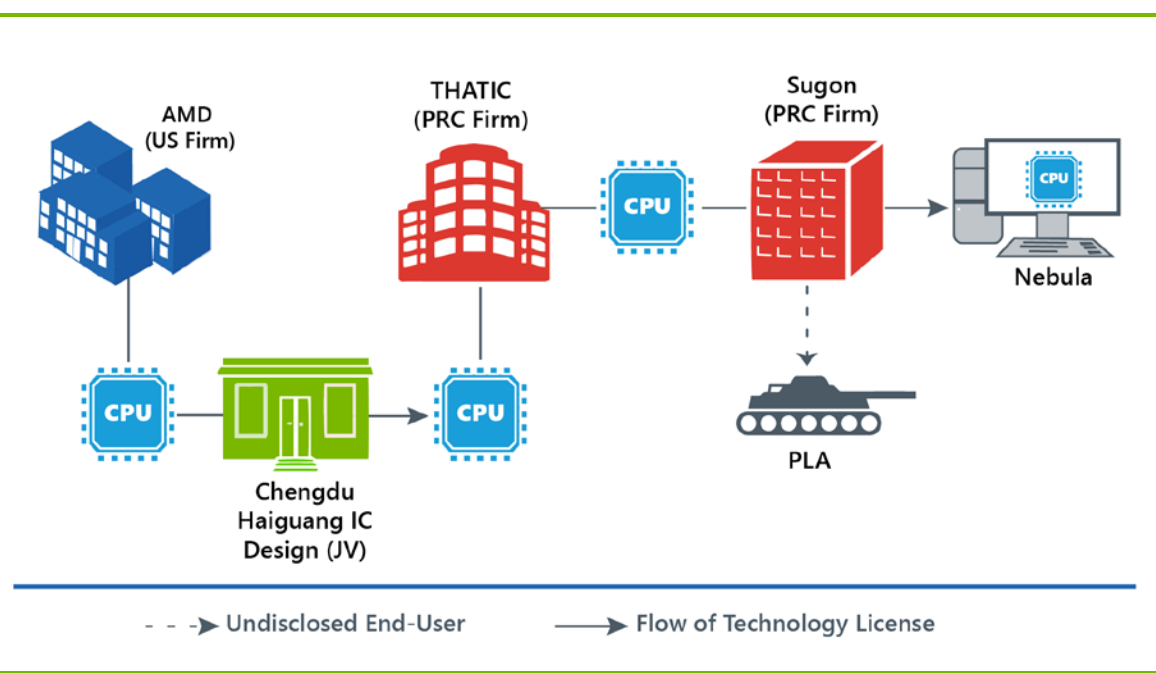 AMD
(US Firm)
THATIC
(PRC Firm)
Sugon
(PRC Firm)
CPU
CPU
Nebula
CPU
CPU
PLA
Chengdu
Haiguang IC
Design (JV)
Undisclosed End-User
Flow of Technology License